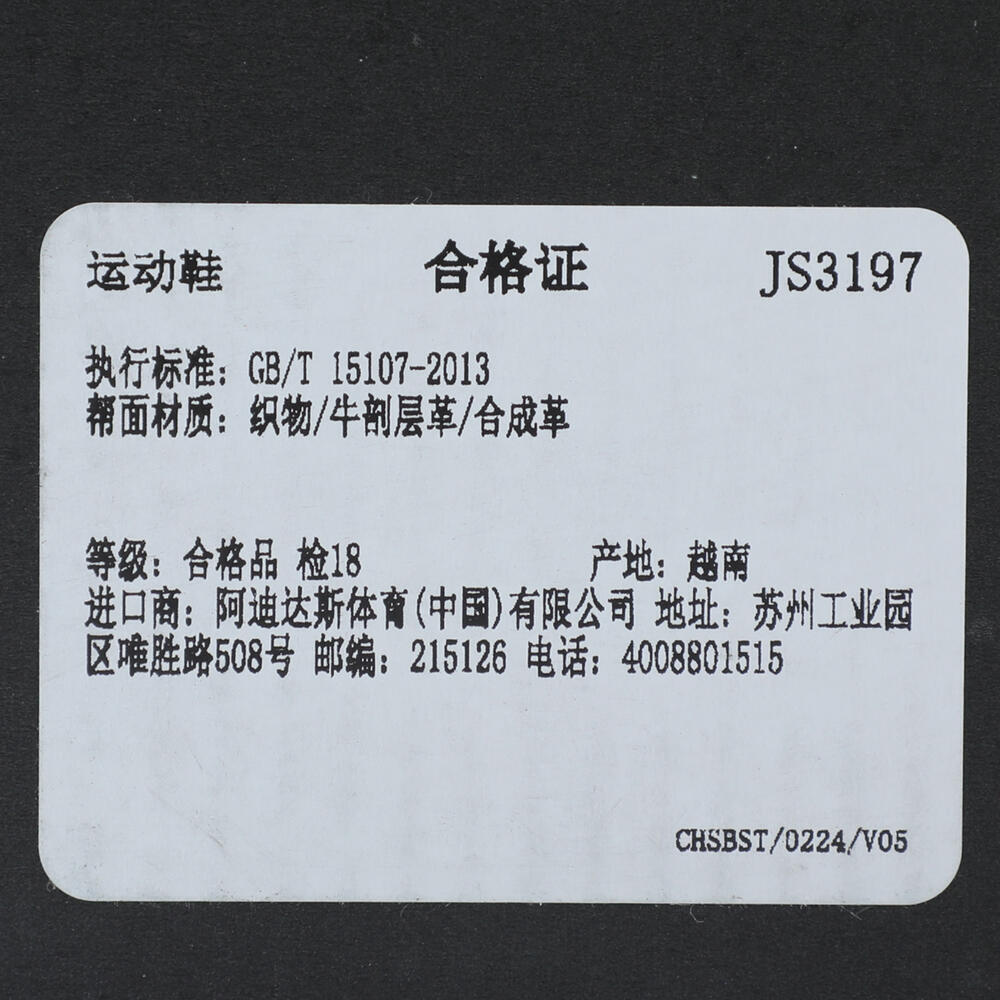 运动鞋 合格证 JS3197
执行标准: GB/T 15107-2013
帮面材质: 织物/牛剖层革/合成革
等级: 合格品 检18 产地: 越南
进口商: 阿迪达斯体育(中国)有限公司 地址: 苏州工业园
区唯胜路508号 邮编: 215126 电话: 4008801515
CHSBST/0224/V05